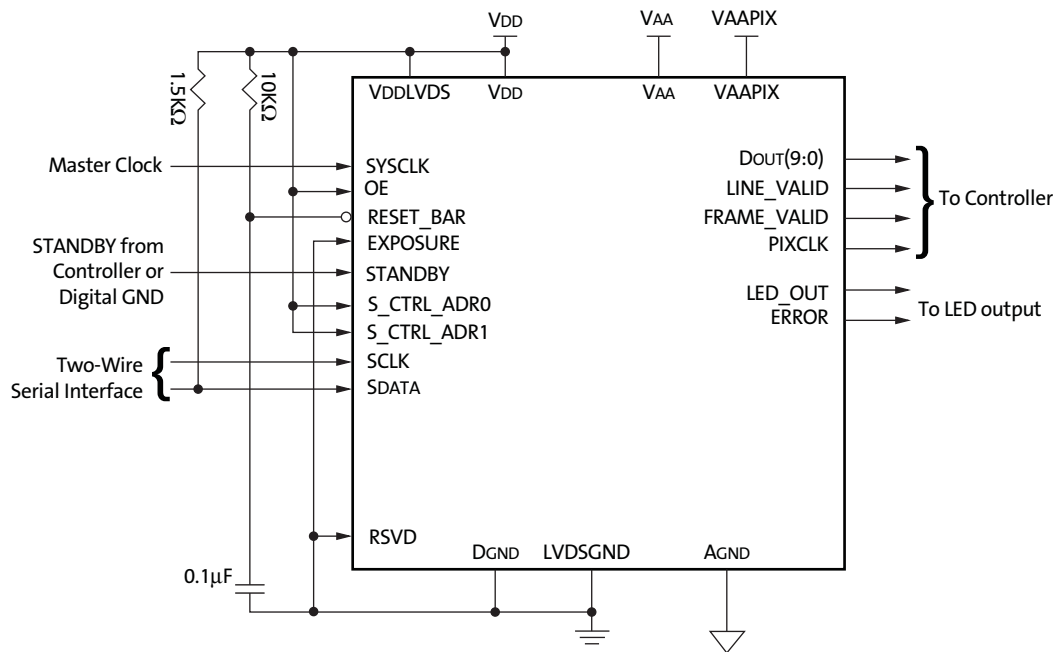 VDD
VAA
VAAPIX
1.5KΩ
10KΩ
VDDLVDS
VDD
VAA
VAAPIX
Master Clock
SYSCLK
OE
RESET_BAR
EXPOSURE
STANDBY from
Controller or
Digital GND
STANDBY
S_CTRL_ADR0
S_CTRL_ADR1
Two-Wire
Serial Interface
SCLK
SDATA
DOUT(9:0)
LINE_VALID
FRAME_VALID
PIXCLK
To Controller
LED_OUT
ERROR
To LED output
RSVD
DGND
LVDSGND
AGND
0.1μF